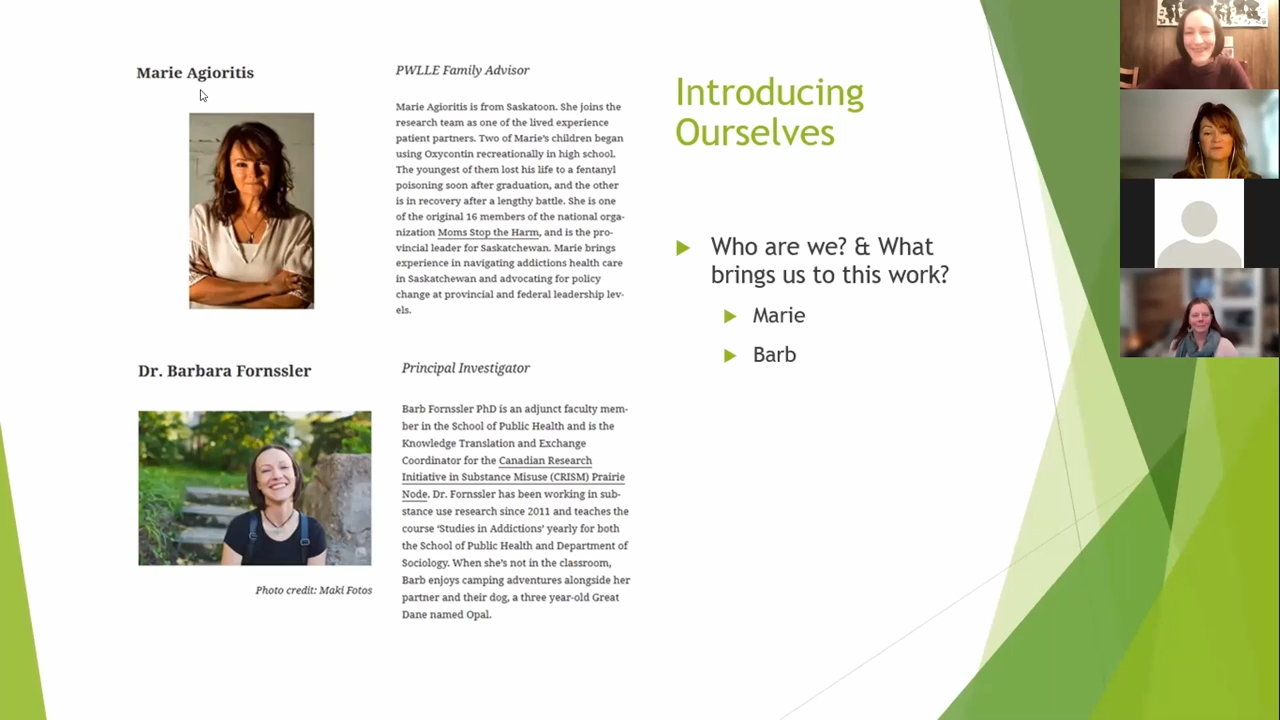 Marie Agioritis
PWLLE Family Advisor
Marie Agioritis is from Saskatoon. She joins the
research team as one of the lived experience
patient partners. Two of Marie's children began
using Oxycontin recreationally in high school.
The youngest of them lost his life to a fentanyl
poisoning soon after graduation, and the other
is in recovery after a lengthy battle. She is one
of the original 16 members of the national orga-
nization Moms Stop the Harm, and is the pro-
vincial leader for Saskatchewan. Marie brings
experience in navigating addictions health care
in Saskatchewan and advocating for policy
change at provincial and federal leadership lev-
els.
Dr. Barbara Fornssler
Principal Investigator
Barb Fornssler PhD is an adjunct faculty mem-
ber in the School of Public Health and is the
Knowledge Translation and Exchange
Coordinator for the Canadian Research
Initiative in Substance Misuse (CRISM) Prairie
Node. Dr. Fornssler has been working in sub-
stance use research since 2011 and teaches the
course ‘Studies in Addictions’ yearly for both
the School of Public Health and Department of
Sociology. When she's not in the classroom,
Barb enjoys camping adventures alongside her
partner and their dog, a three year-old Great
Dane named Opal.
Photo credit: Maki Fotos
Introducing
Ourselves
Who are we? & What
brings us to this work?
Marie
Barb